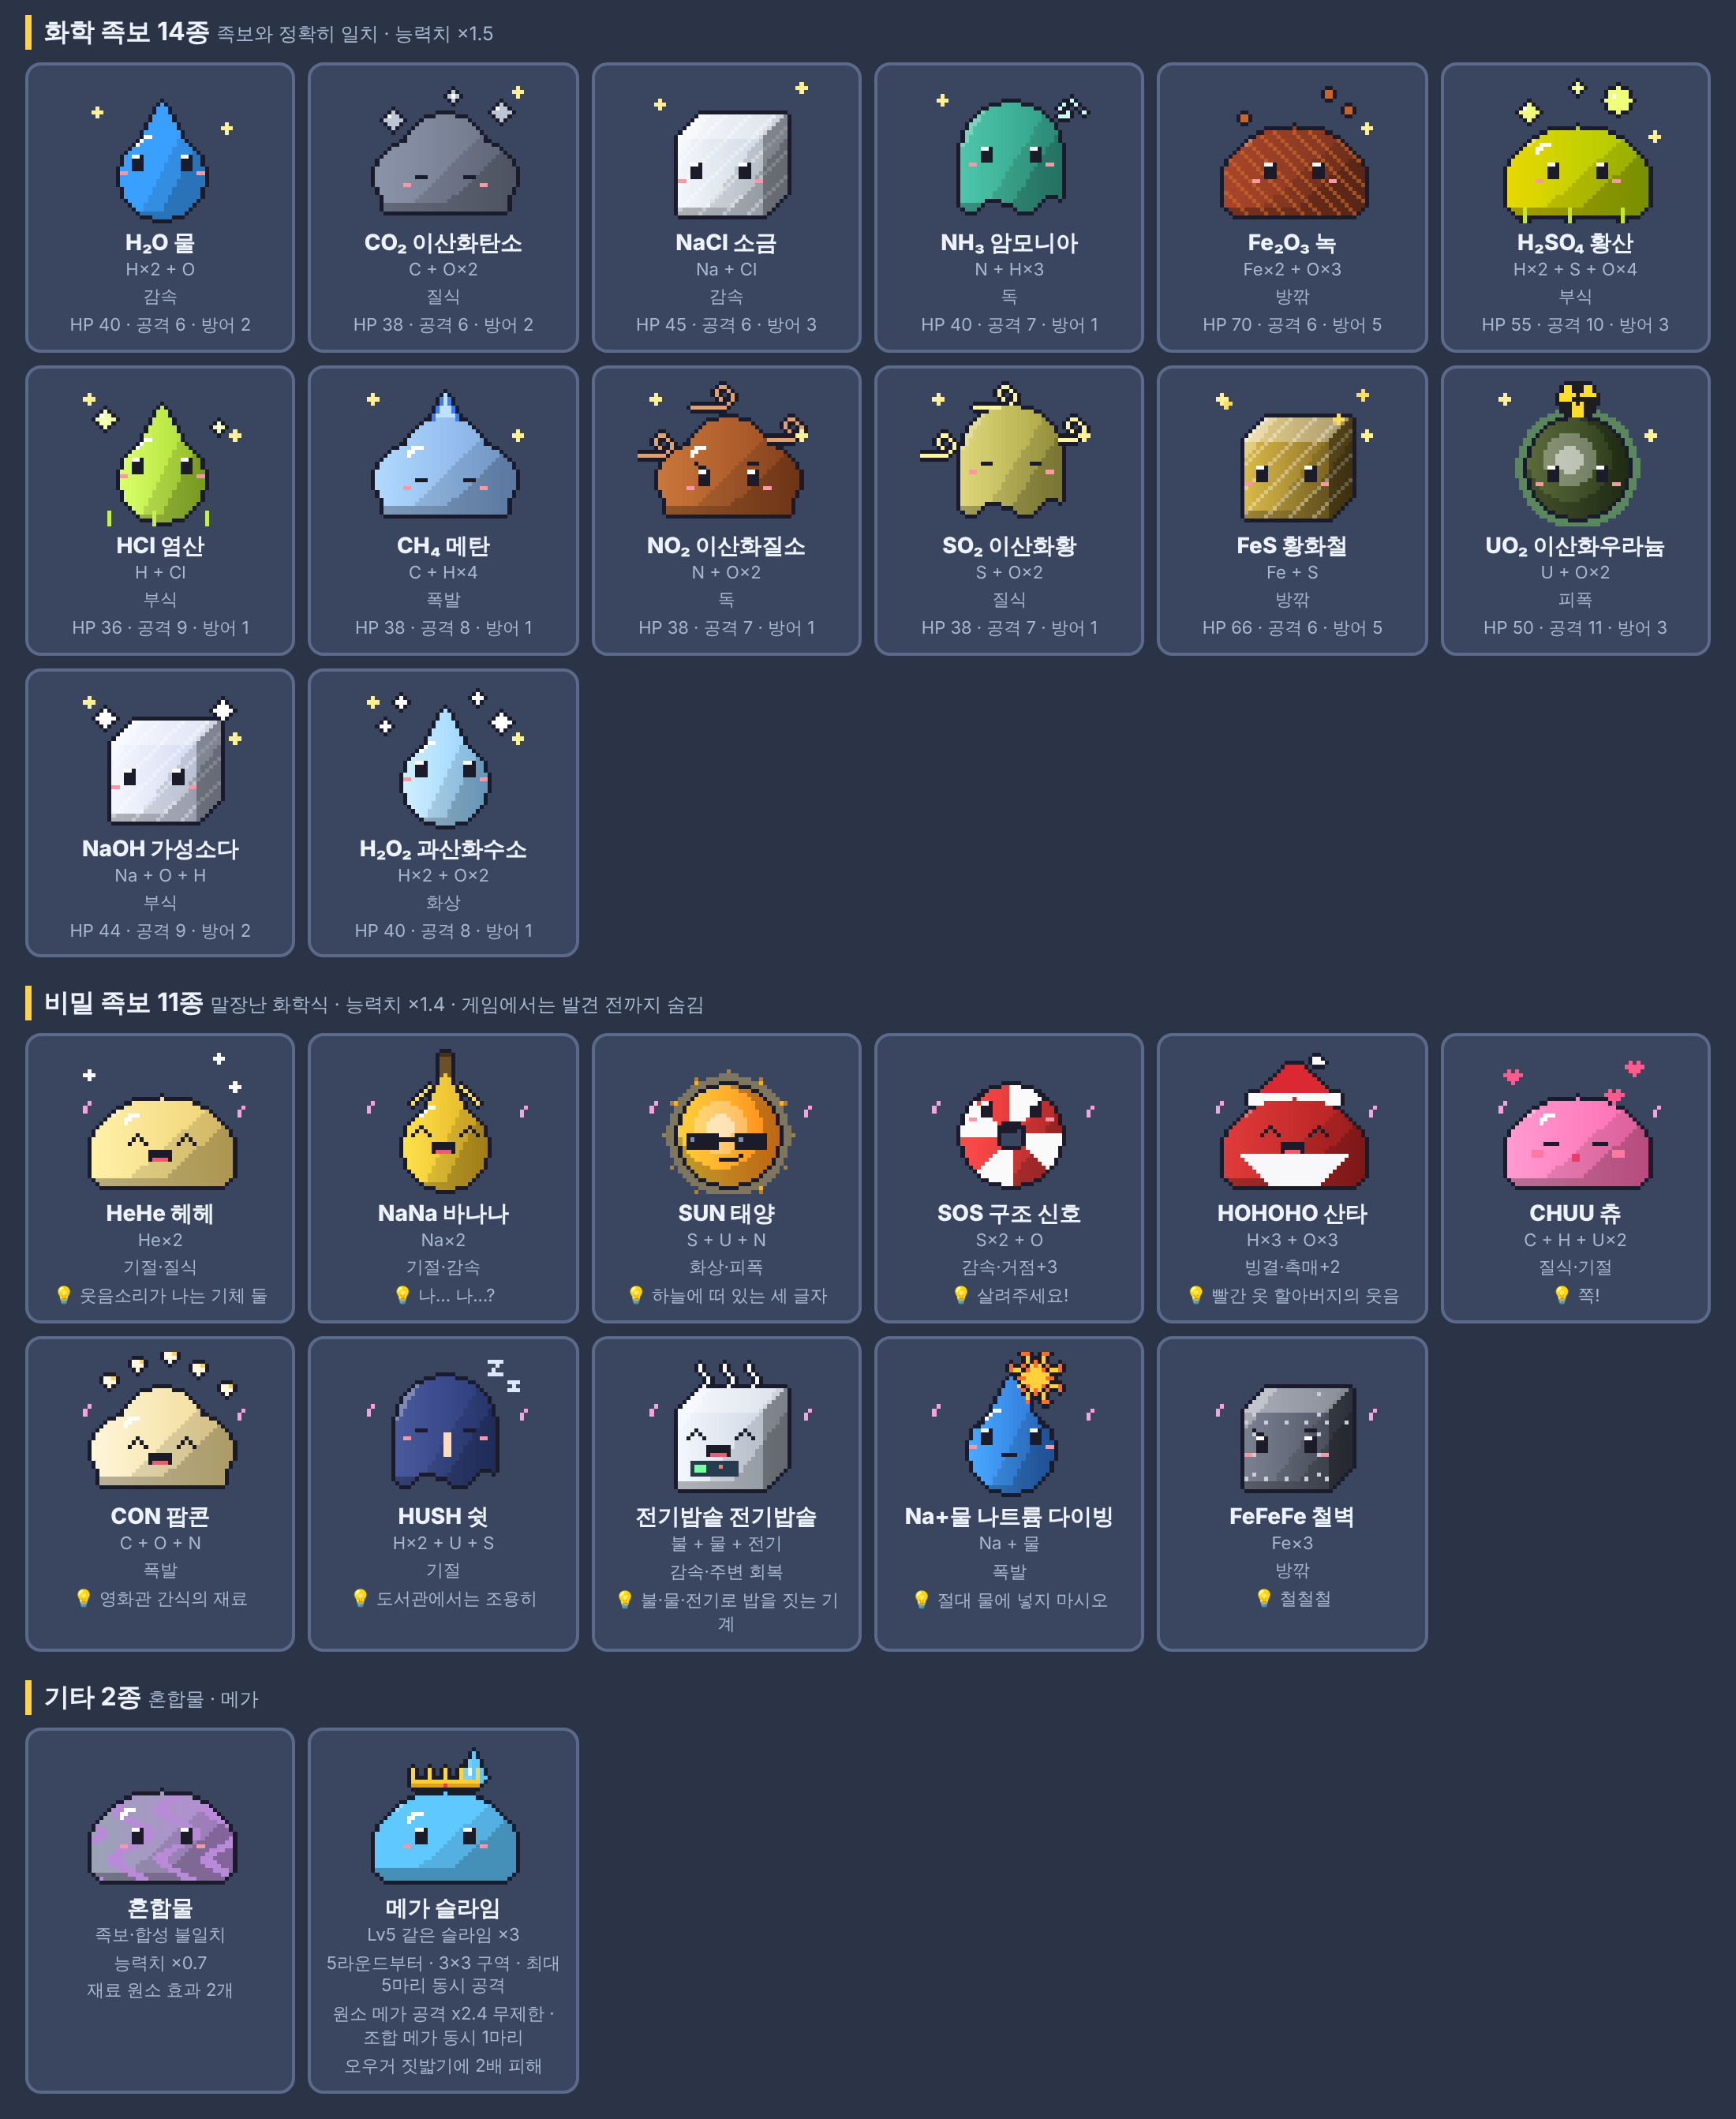 화학 족보 14종 족보와 정확히 일치 · 능력치 ×1.5
H₂O 물
H×2 + O
감속
HP 40 · 공격 6 · 방어 2
CO₂ 이산화탄소
C + O×2
질식
HP 38 · 공격 6 · 방어 2
NaCl 소금
Na + Cl
감속
HP 45 · 공격 6 · 방어 3
NH₃ 암모니아
N + H×3
독
HP 40 · 공격 7 · 방어 1
Fe₂O₃ 녹
Fe×2 + O×3
방깎
HP 70 · 공격 6 · 방어 5
H₂SO₄ 황산
H×2 + S + O×4
부식
HP 55 · 공격 10 · 방어 3
HCl 염산
H + Cl
부식
HP 36 · 공격 9 · 방어 1
CH₄ 메탄
C + H×4
폭발
HP 38 · 공격 8 · 방어 1
NO₂ 이산화질소
N + O×2
독
HP 38 · 공격 7 · 방어 1
SO₂ 이산화황
S + O×2
질식
HP 38 · 공격 7 · 방어 1
FeS 황화철
Fe + S
방깎
HP 66 · 공격 6 · 방어 5
UO₂ 이산화우라늄
U + O×2
피폭
HP 50 · 공격 11 · 방어 3
NaOH 가성소다
Na + O + H
부식
HP 44 · 공격 9 · 방어 2
H₂O₂ 과산화수소
H×2 + O×2
화상
HP 40 · 공격 8 · 방어 1
비밀 족보 11종 말장난 화학식 · 능력치 ×1.4 · 게임에서는 발견 전까지 숨김
HeHe 헤헤
He×2
기절·질식
💡 웃음소리가 나는 기체 둘
NaNa 바나나
Na×2
기절·감속
💡 나... 나...?
SUN 태양
S + U + N
화상·피폭
💡 하늘에 떠 있는 세 글자
SOS 구조 신호
S×2 + O
감속·거점+3
💡 살려주세요!
HOHOHO 산타
H×3 + O×3
빙결·촉매+2
💡 빨간 옷 할아버지의 웃음
CHUU 츄
C + H + U×2
질식·기절
💡 쪽!
CON 팝콘
C + O + N
폭발
💡 영화관 간식의 재료
HUSH 쉿
H×2 + U + S
기절
💡 도서관에서는 조용히
전기밥솥 전기밥솥
불 + 물 + 전기
감속·주변 회복
💡 불·물·전기로 밥을 짓는 기
계
Na+물 나트륨 다이빙
Na + 물
폭발
💡 절대 물에 넣지 마시오
FeFeFe 철벽
Fe×3
방깎
💡 철철철
기타 2종 혼합물 · 메가
혼합물
족보·합성 불일치
능력치 ×0.7
재료 원소 효과 2개
메가 슬라임
Lv5 같은 슬라임 ×3
5라운드부터 · 3×3 구역 · 최대
5마리 동시 공격
원소 메가 공격 x2.4 무제한 ·
조합 메가 동시 1마리
오우거 짓밟기에 2배 피해